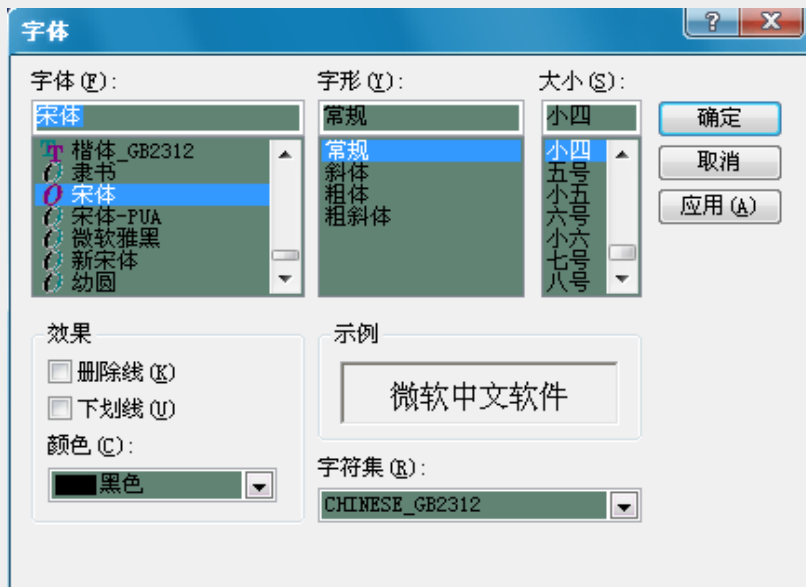 字体
字体(F):
宋体
楷体_GB2312
隶书
宋体
宋体-PUA
微软雅黑
新宋体
幼圆
字形(Y):
常规
常规
斜体
粗体
粗斜体
大小(S):
小四
小四
五号
小五
六号
小六
七号
八号
确定
取消
应用(A)
效果
删除线(K)
下划线(U)
颜色(C):
黑色
示例
微软中文软件
字符集(R):
CHINESE_GB2312